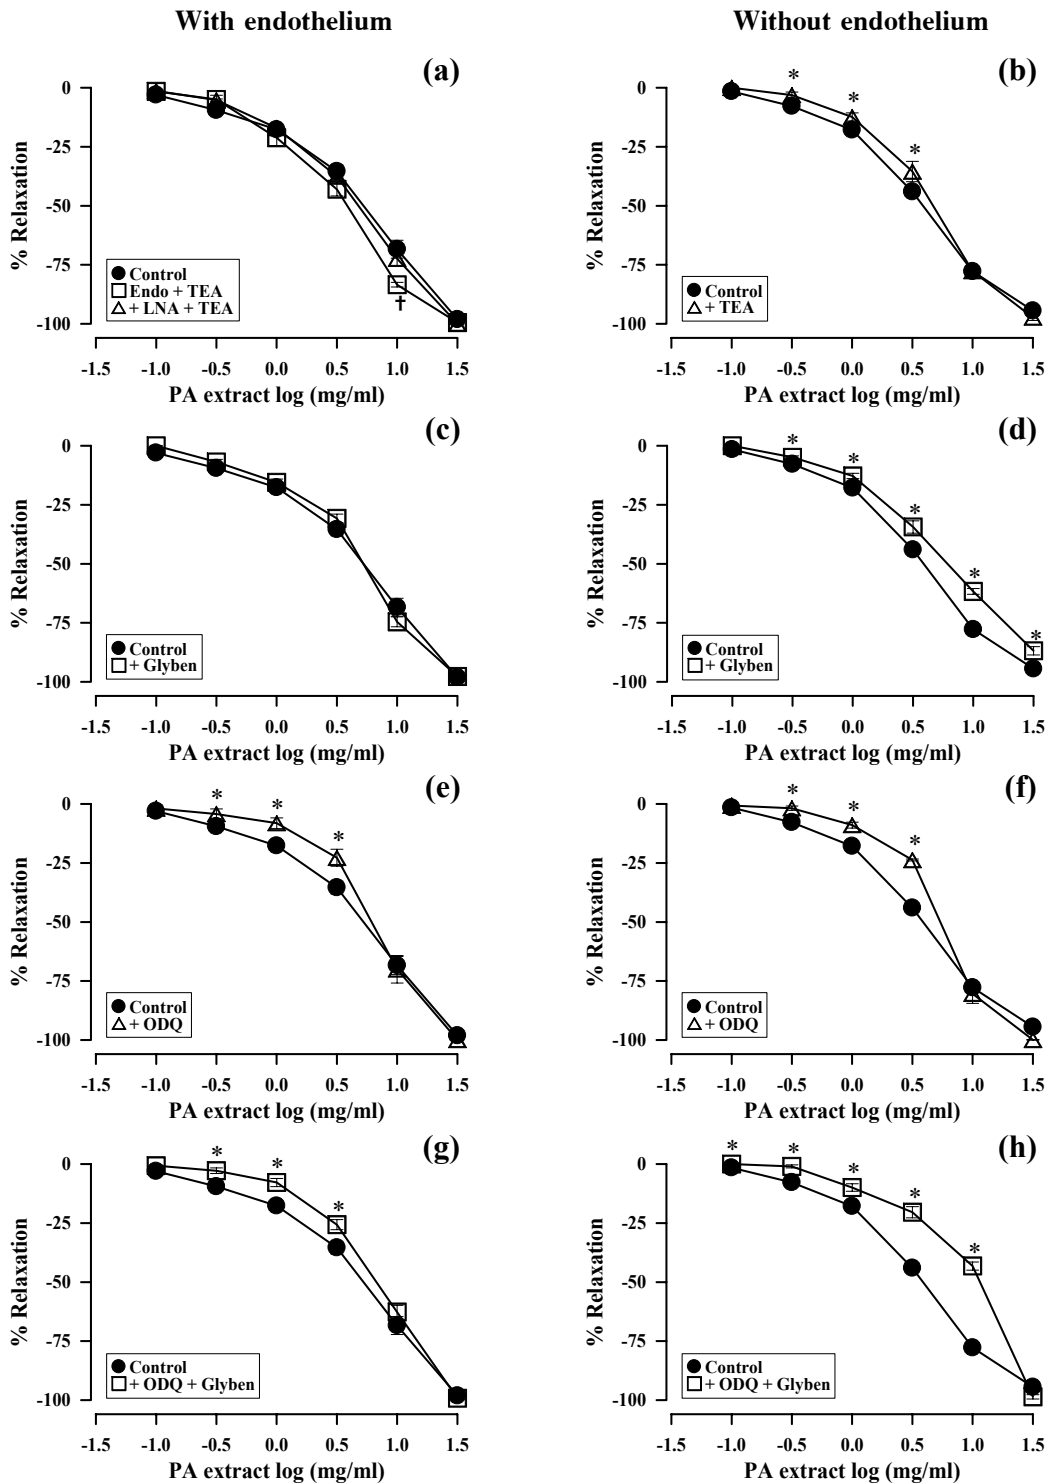 With endothelium
Without endothelium
(a)
0
-25
-50
-75
-100
% Relaxation
Control
Endo + TEA
+ LNA + TEA
†
-1.5 -1.0 -0.5 0.0 0.5 1.0 1.5
PA extract log (mg/ml)
(b)
* * *
0
-25
-50
-75
-100
% Relaxation
Control
+ TEA
-1.5 -1.0 -0.5 0.0 0.5 1.0 1.5
PA extract log (mg/ml)
(c)
0
-25
-50
-75
-100
% Relaxation
Control
+ Glyben
-1.5 -1.0 -0.5 0.0 0.5 1.0 1.5
PA extract log (mg/ml)
(d)
* * * * *
0
-25
-50
-75
-100
% Relaxation
Control
+ Glyben
-1.5 -1.0 -0.5 0.0 0.5 1.0 1.5
PA extract log (mg/ml)
(e)
* * *
0
-25
-50
-75
-100
% Relaxation
Control
+ ODQ
-1.5 -1.0 -0.5 0.0 0.5 1.0 1.5
PA extract log (mg/ml)
(f)
* * *
0
-25
-50
-75
-100
% Relaxation
Control
+ ODQ
-1.5 -1.0 -0.5 0.0 0.5 1.0 1.5
PA extract log (mg/ml)
(g)
* * *
0
-25
-50
-75
-100
% Relaxation
Control
+ ODQ + Glyben
-1.5 -1.0 -0.5 0.0 0.5 1.0 1.5
PA extract log (mg/ml)
(h)
* * * * *
0
-25
-50
-75
-100
% Relaxation
Control
+ ODQ + Glyben
-1.5 -1.0 -0.5 0.0 0.5 1.0 1.5
PA extract log (mg/ml)